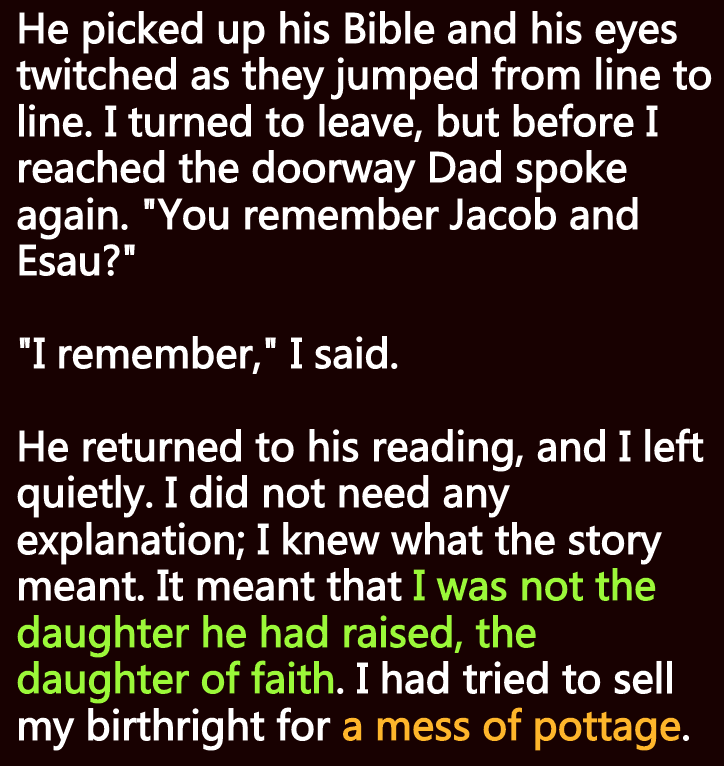 He picked up his Bible and his eyes
twitched as they jumped from line to
line. I turned to leave, but before I
reached the doorway Dad spoke
again. "You remember Jacob and
Esau?"
"I remember," I said.
He returned to his reading, and I left
quietly. I did not need any
explanation; I knew what the story
meant. It meant that I was not the
daughter he had raised, the
daughter of faith. I had tried to sell
my birthright for a mess of pottage.